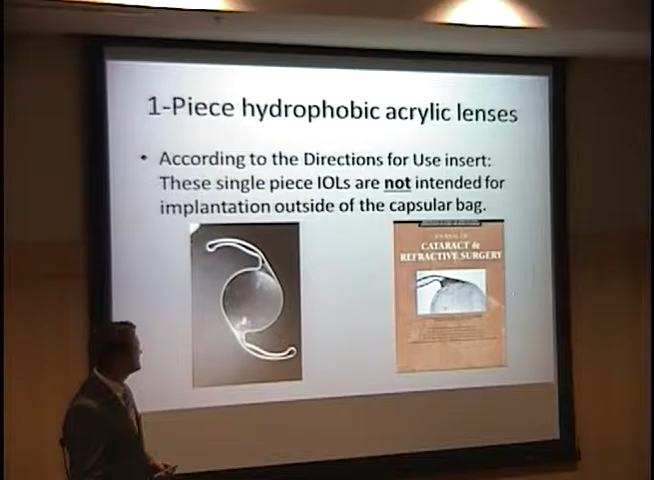 1-Piece hydrophobic acrylic lenses
• According to the Directions for Use insert:
These single piece IOLs are not intended for
implantation outside of the capsular bag.
JOURNAL OF
CATARACT &
REFRACTIVE SURGERY